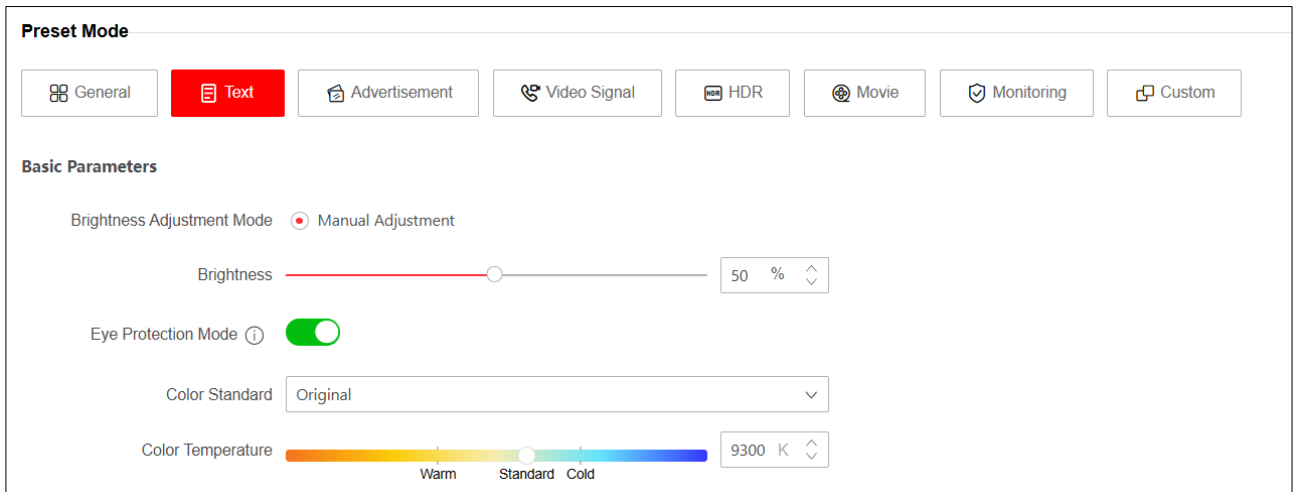 Preset Mode
General Text Advertisement Video Signal HDR HDR Movie Monitoring Custom
Basic Parameters
Brightness Adjustment Mode Manual Adjustment
Brightness 50 %
Eye Protection Mode i
Color Standard Original
Color Temperature 9300 K
Warm Standard Cold